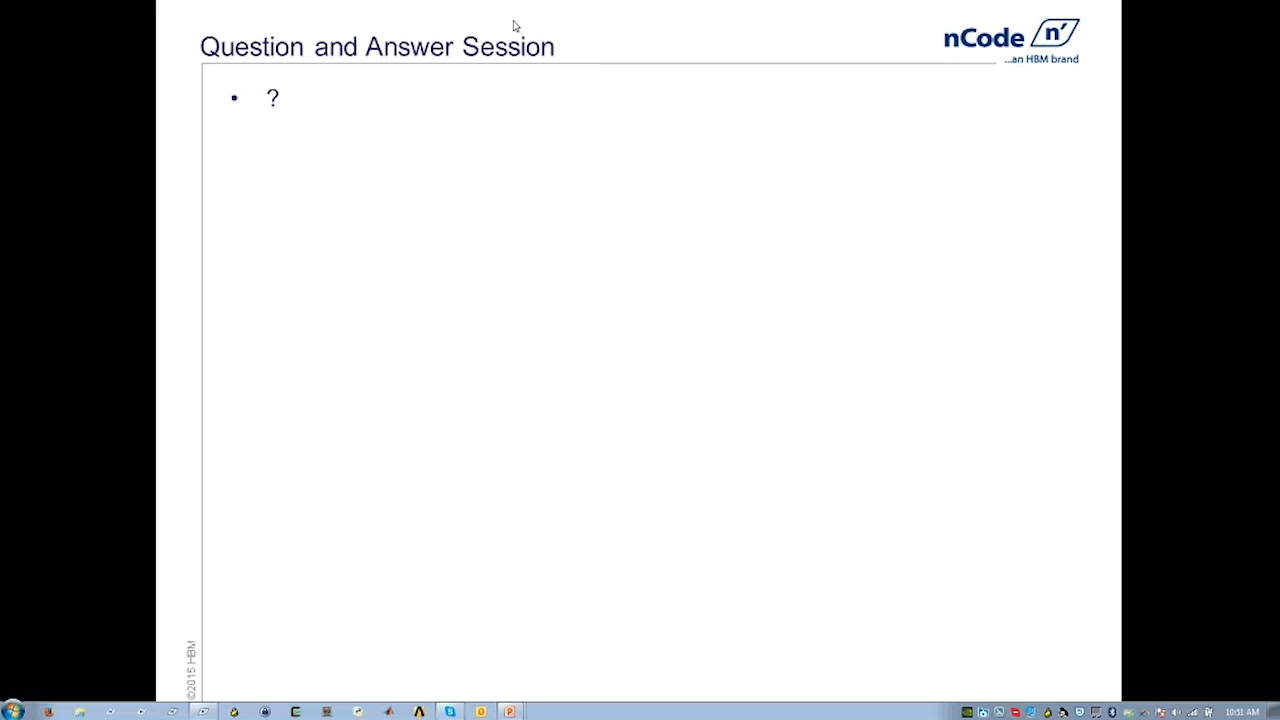 Question and Answer Session
nCode n'
...an HBM brand
• ?
©2015 HBM
10:51 AM